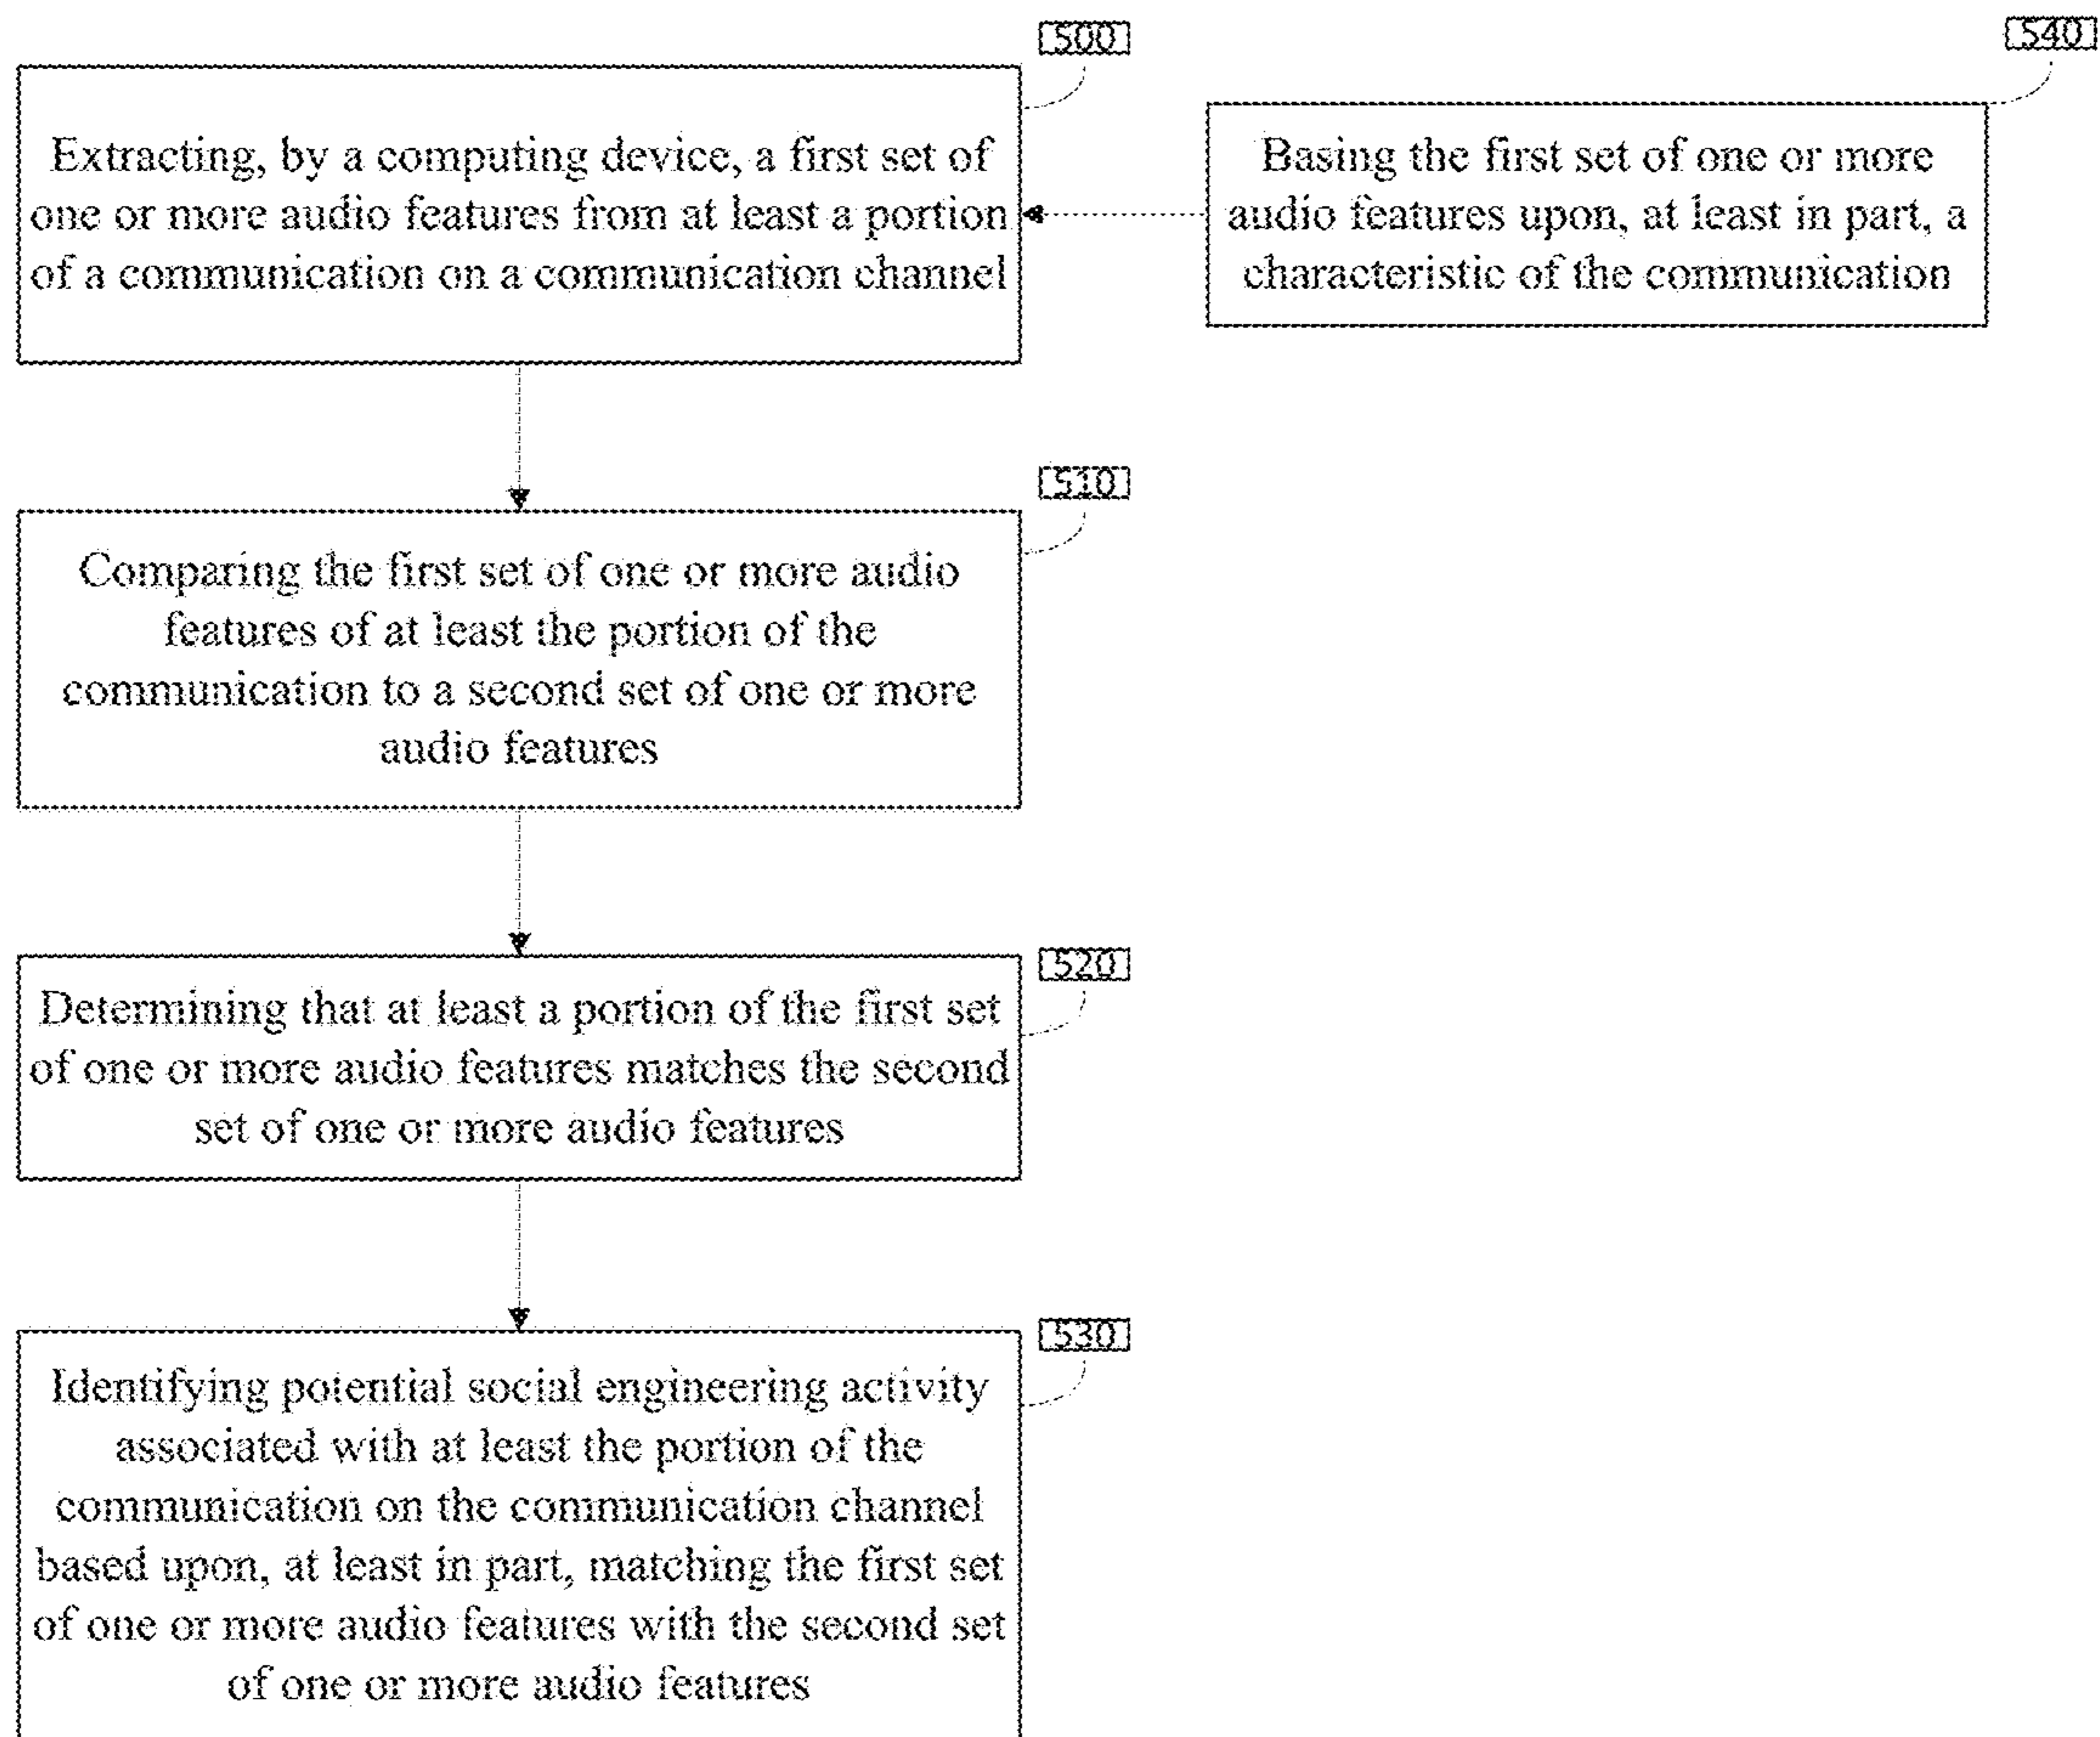 500
Extracting, by a computing device, a first set of
one or more audio features from at least a portion
of a communication on a communication channel
540
Basing the first set of one or more
audio features upon, at least in part, a
characteristic of the communication
510
Comparing the first set of one or more audio
features of at least the portion of the
communication to a second set of one or more
audio features
520
Determining that at least a portion of the first set
of one or more audio features matches the second
set of one or more audio features
530
Identifying potential social engineering activity
associated with at least the portion of the
communication on the communication channel
based upon, at least in part, matching the first set
of one or more audio features with the second set
of one or more audio features